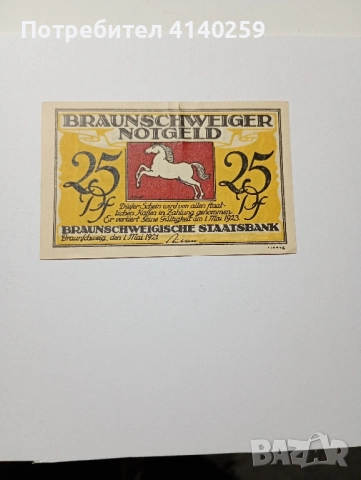 Потребител 4140259
BRAUNSCHWEIGER
NOTGELD
25 Pf
25 Pf
Dieser Schein wird von allen staat-
lichen Kassen in Zahlung genommen.
Er verliert seine Gültigkeit am 1. Mai 1923
BRAUNSCHWEIGISCHE STAATSBANK
Braunschweig, den 1. Mai 1921
BAZAR